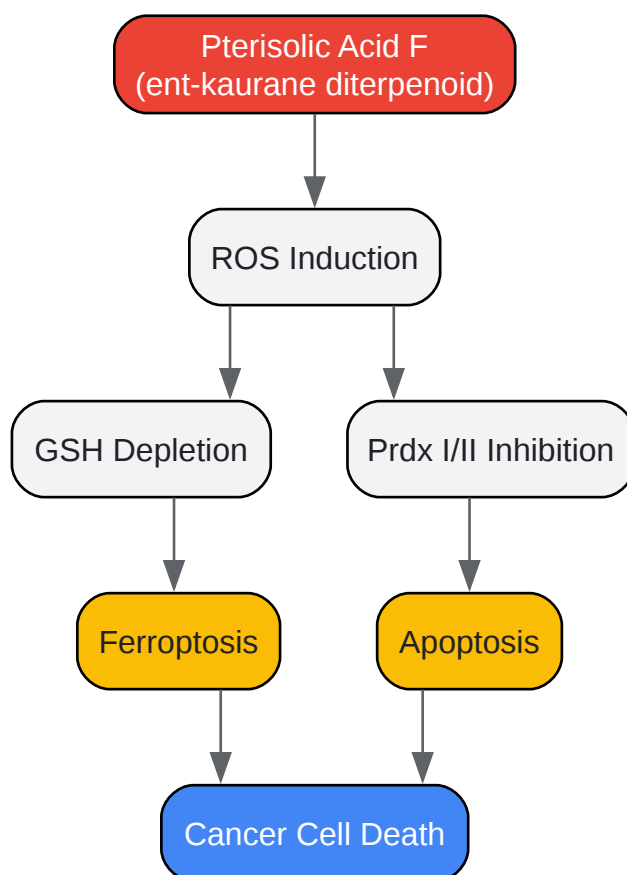 Pterisolic Acid F
(ent-kaurane diterpenoid)
ROS Induction
GSH Depletion
Prdx I/II Inhibition
Ferroptosis
Apoptosis
Cancer Cell Death